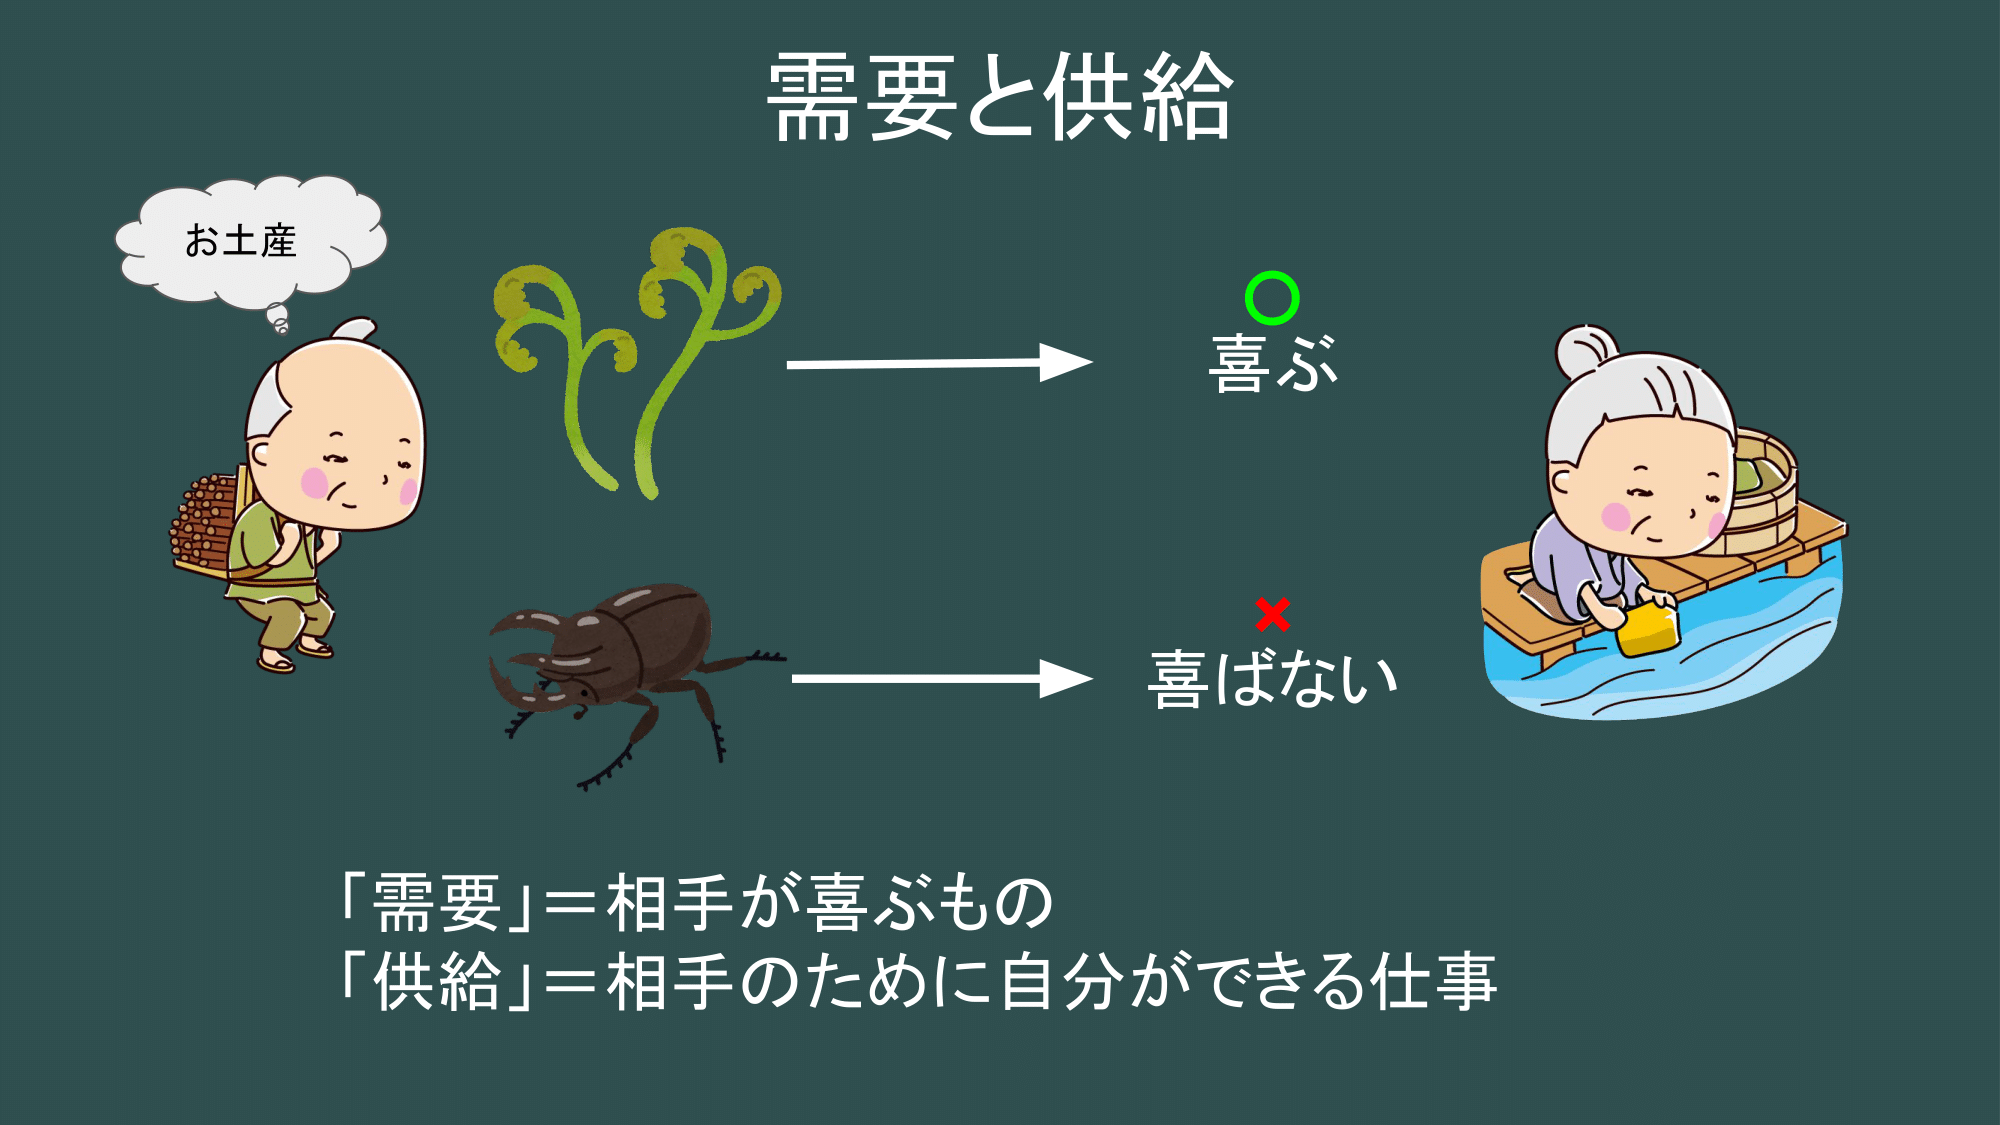 需要と供給
お土産
喜ぶ
喜ばない
「需要」＝相手が喜ぶもの
「供給」＝相手のために自分ができる仕事